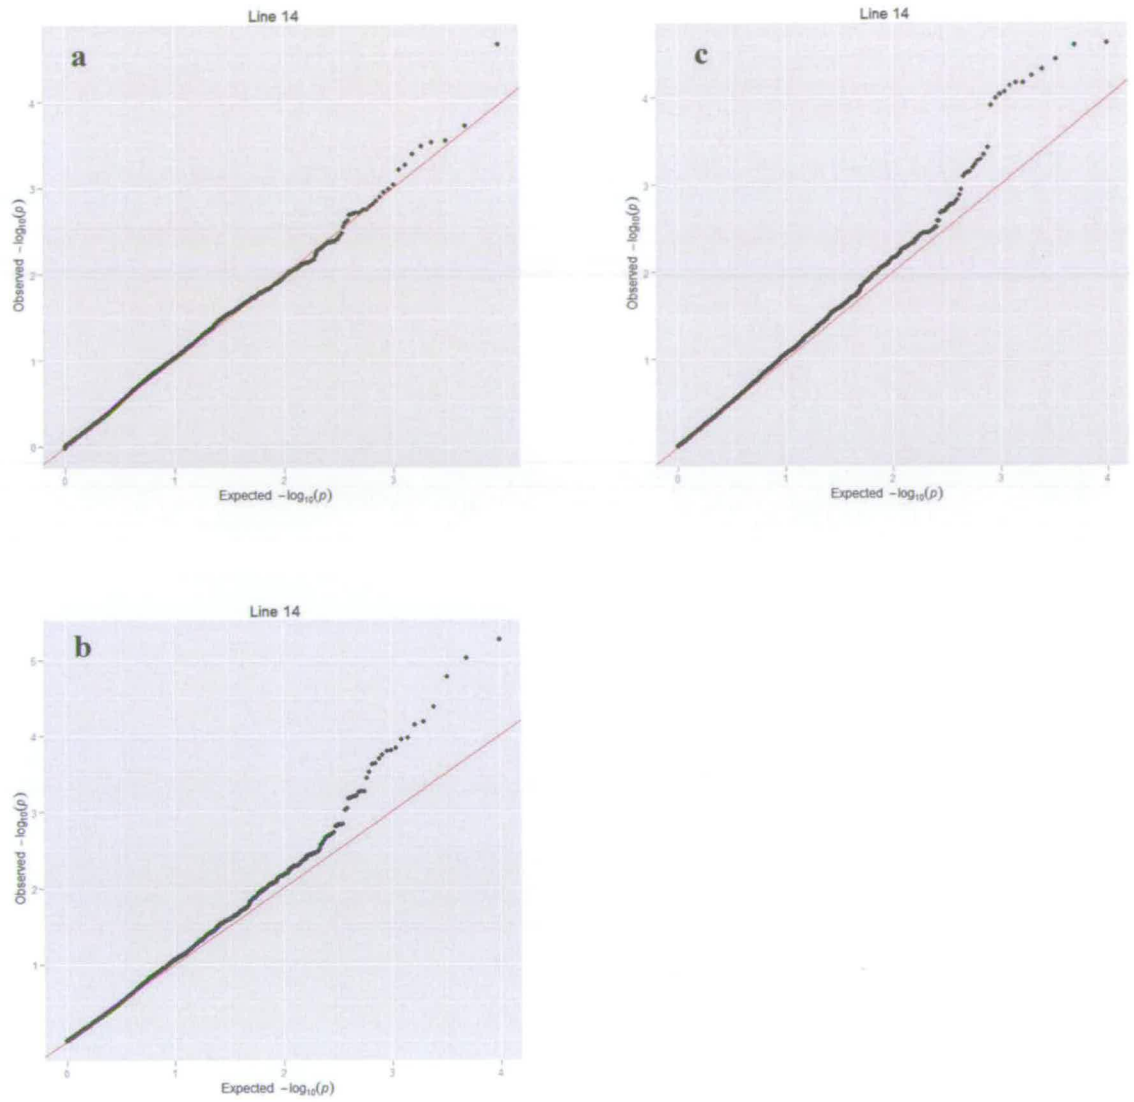 Line 14
a
4
3
2
1
0
Observed −log₁₀(p)
0 1 2 3
Expected −log₁₀(p)
Line 14
c
4
3
2
1
Observed −log₁₀(p)
0 1 2 3 4
Expected −log₁₀(p)
Line 14
b
5
4
3
2
1
Observed −log₁₀(p)
0 1 2 3 4
Expected −log₁₀(p)